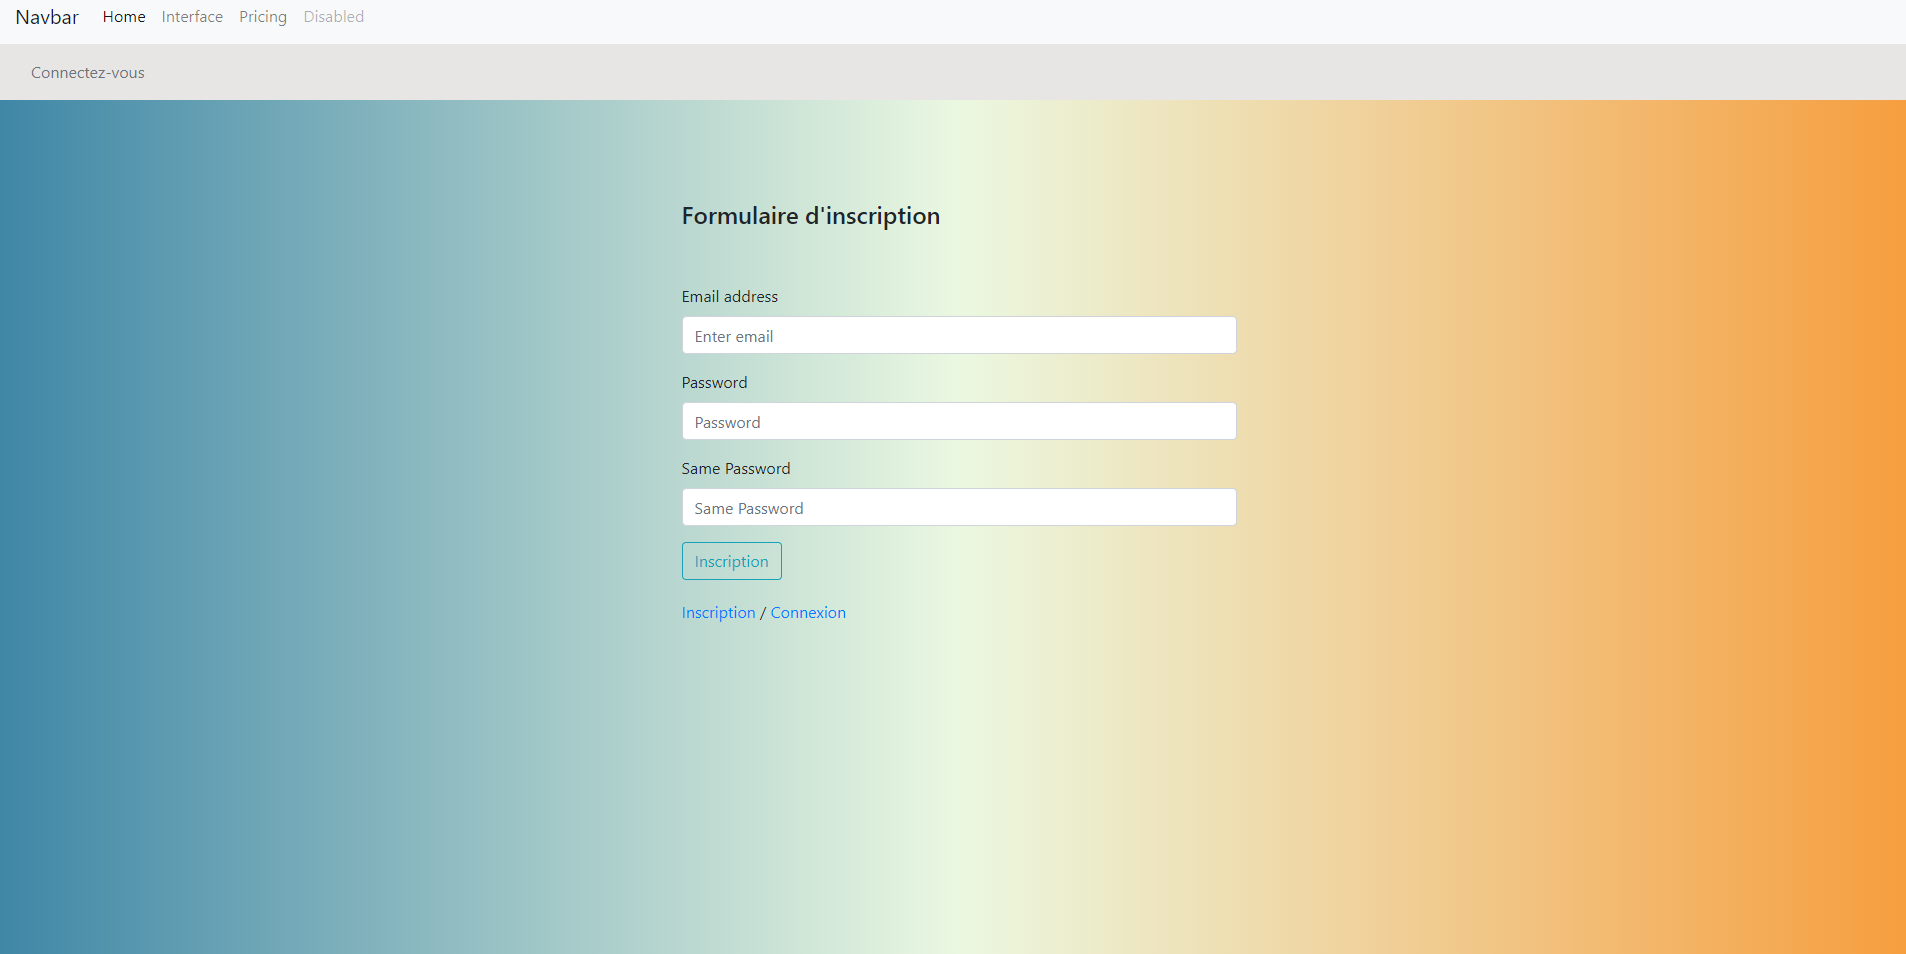 Navbar Home Interface Pricing Disabled
Connectez-vous
Formulaire d'inscription
Email address
Enter email
Password
Password
Same Password
Same Password
Inscription
Inscription / Connexion